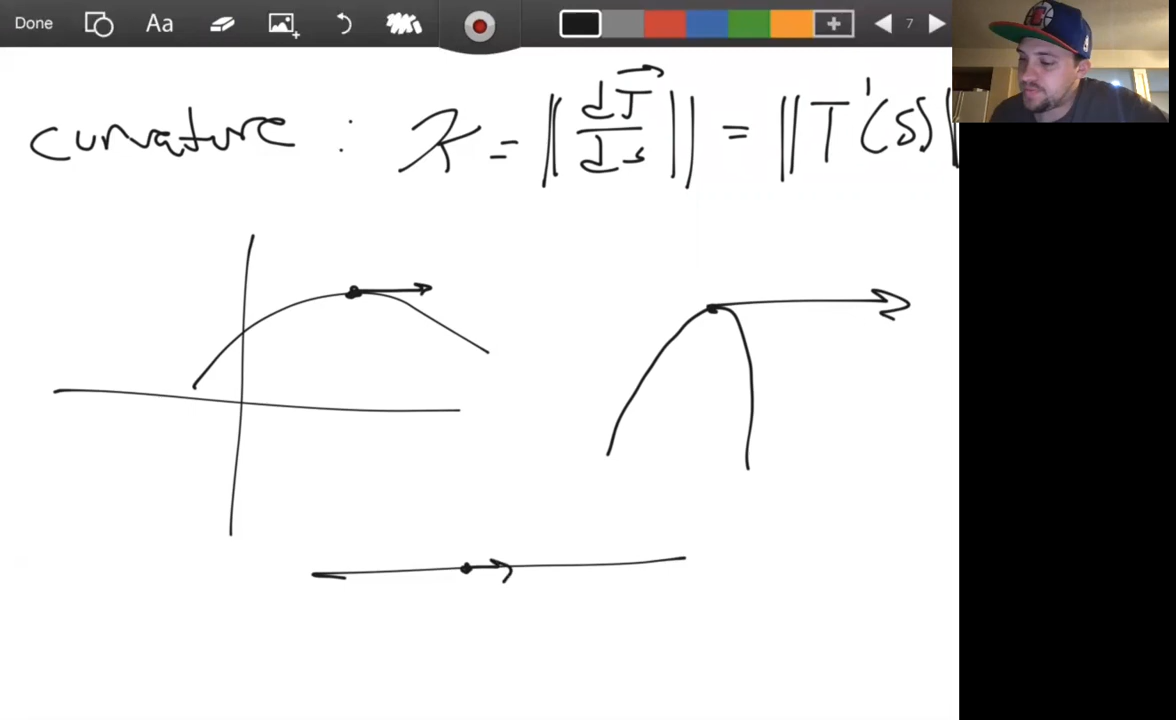 Done Aa 7
curvature : κ = || dT⃗/ds || = || T'(s) ||